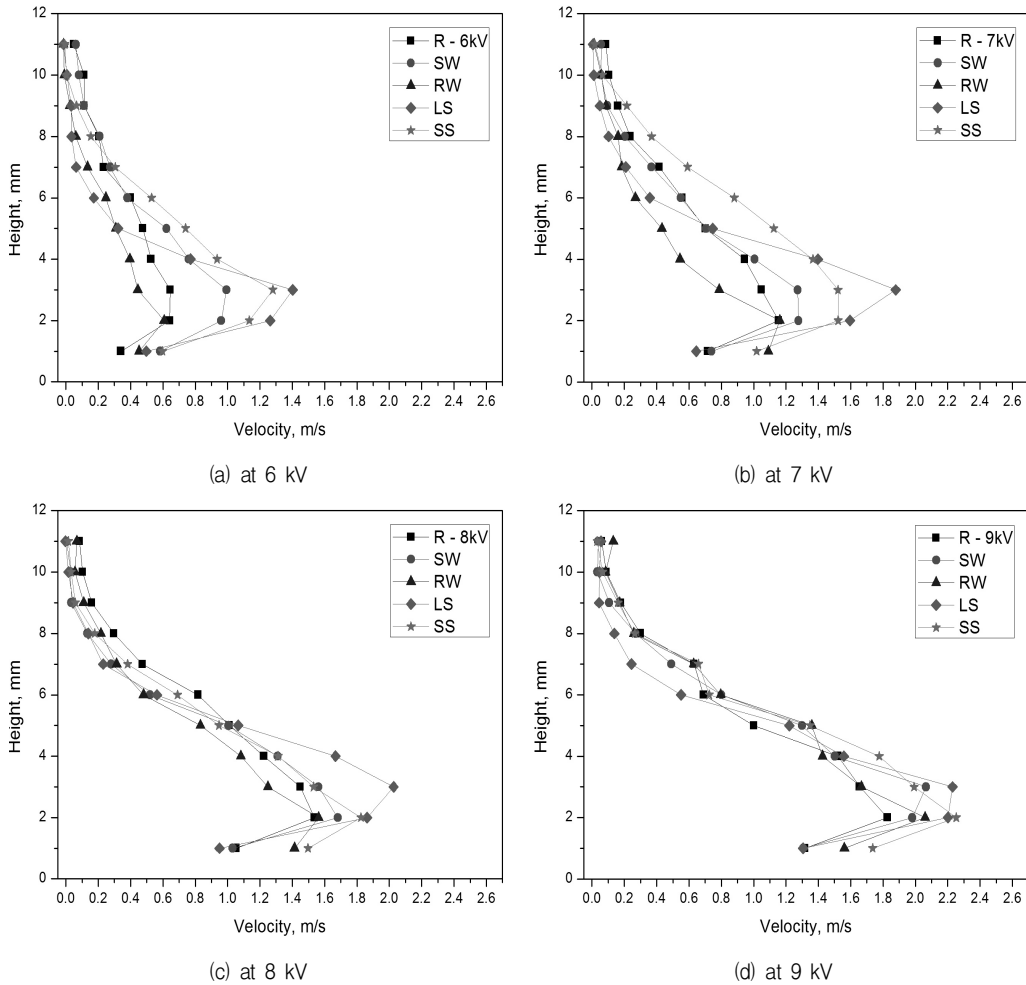 12
10
8
6
4
2
0
Height, mm
R - 6kV
SW
RW
LS
SS
0.0 0.2 0.4 0.6 0.8 1.0 1.2 1.4 1.6 1.8 2.0 2.2 2.4 2.6
Velocity, m/s
(a) at 6 kV
12
10
8
6
4
2
0
Height, mm
R - 7kV
SW
RW
LS
SS
0.0 0.2 0.4 0.6 0.8 1.0 1.2 1.4 1.6 1.8 2.0 2.2 2.4 2.6
Velocity, m/s
(b) at 7 kV
12
10
8
6
4
2
0
Height, mm
R - 8kV
SW
RW
LS
SS
0.0 0.2 0.4 0.6 0.8 1.0 1.2 1.4 1.6 1.8 2.0 2.2 2.4 2.6
Velocity, m/s
(c) at 8 kV
12
10
8
6
4
2
0
Height, mm
R - 9kV
SW
RW
LS
SS
0.0 0.2 0.4 0.6 0.8 1.0 1.2 1.4 1.6 1.8 2.0 2.2 2.4 2.6
Velocity, m/s
(d) at 9 kV